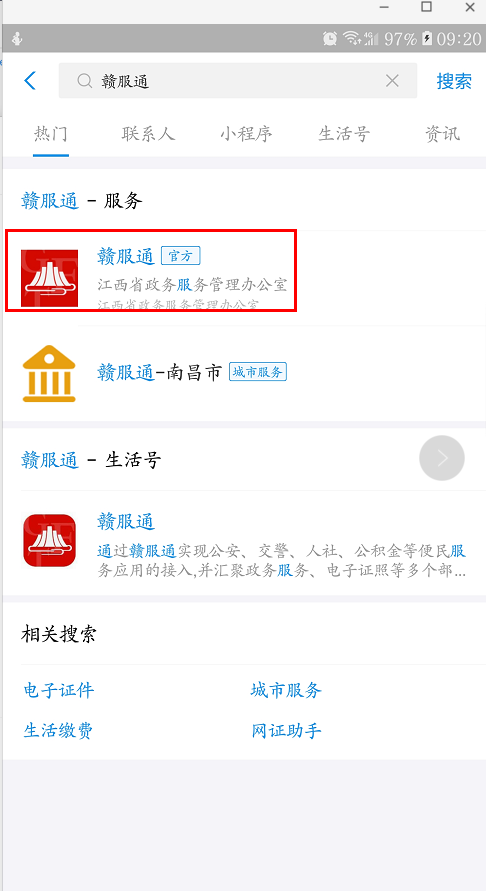 97% 09:20
赣服通 搜索
热门 联系人 小程序 生活号 资讯
赣服通 - 服务
赣服通 官方
江西省政务服务管理办公室
江西省政务服务管理办公室
赣服通-南昌市 城市服务
赣服通 - 生活号
赣服通
通过赣服通实现公安、交警、人社、公积金等便民服
务应用的接入,并汇聚政务服务、电子证照等多个部...
相关搜索
电子证件 城市服务
生活缴费 网证助手